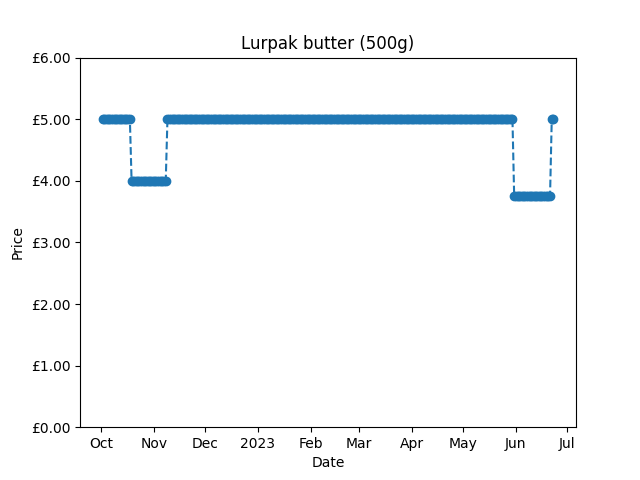 Lurpak butter (500g)
£6.00
£5.00
£4.00
£3.00
£2.00
£1.00
£0.00
Price
Oct Nov Dec 2023 Feb Mar Apr May Jun Jul
Date